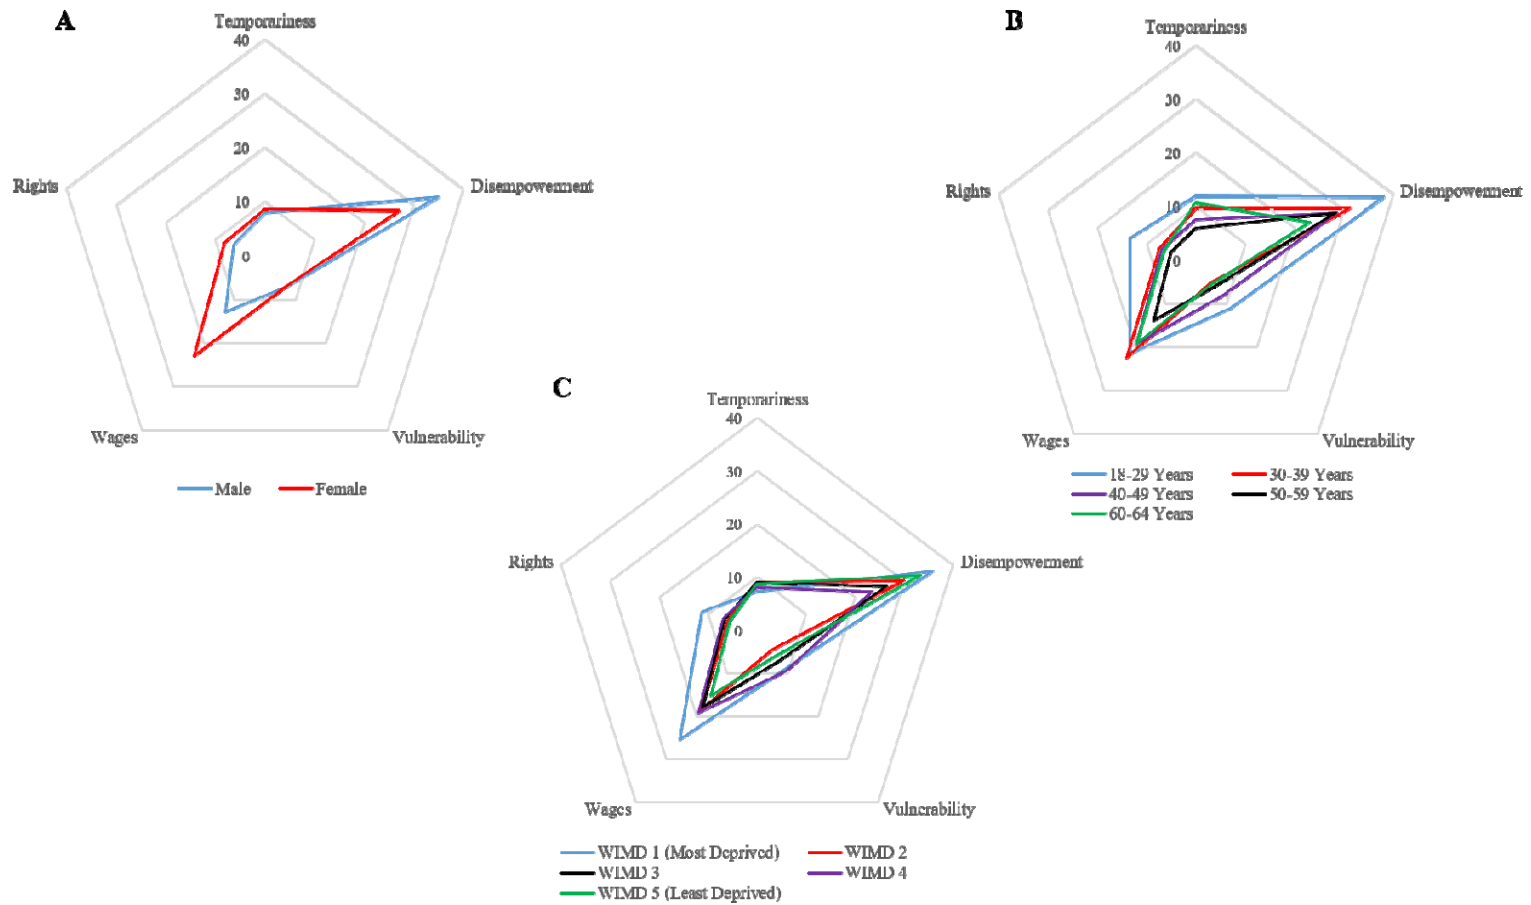 A
Temporariness
40
30
20
10
0
Rights
Disempowerment
Wages
Vulnerability
Male
Female
B
Temporariness
40
30
20
10
0
Rights
Disempowerment
Wages
Vulnerability
18-29 Years
30-39 Years
40-49 Years
50-59 Years
60-64 Years
C
Temporariness
40
30
20
10
0
Rights
Disempowerment
Wages
Vulnerability
WIMD 1 (Most Deprived)
WIMD 2
WIMD 3
WIMD 4
WIMD 5 (Least Deprived)